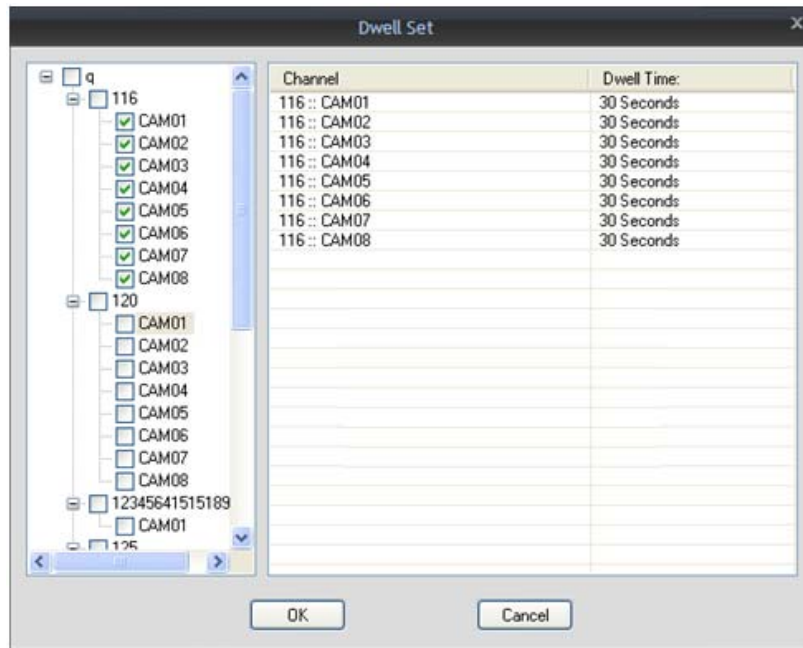 Dwell Set
q
116
CAM01
CAM02
CAM03
CAM04
CAM05
CAM06
CAM07
CAM08
120
CAM01
CAM02
CAM03
CAM04
CAM05
CAM06
CAM07
CAM08
12345641515189
CAM01
125
Channel Dwell Time:
116 :: CAM01 30 Seconds
116 :: CAM02 30 Seconds
116 :: CAM03 30 Seconds
116 :: CAM04 30 Seconds
116 :: CAM05 30 Seconds
116 :: CAM06 30 Seconds
116 :: CAM07 30 Seconds
116 :: CAM08 30 Seconds
OK Cancel